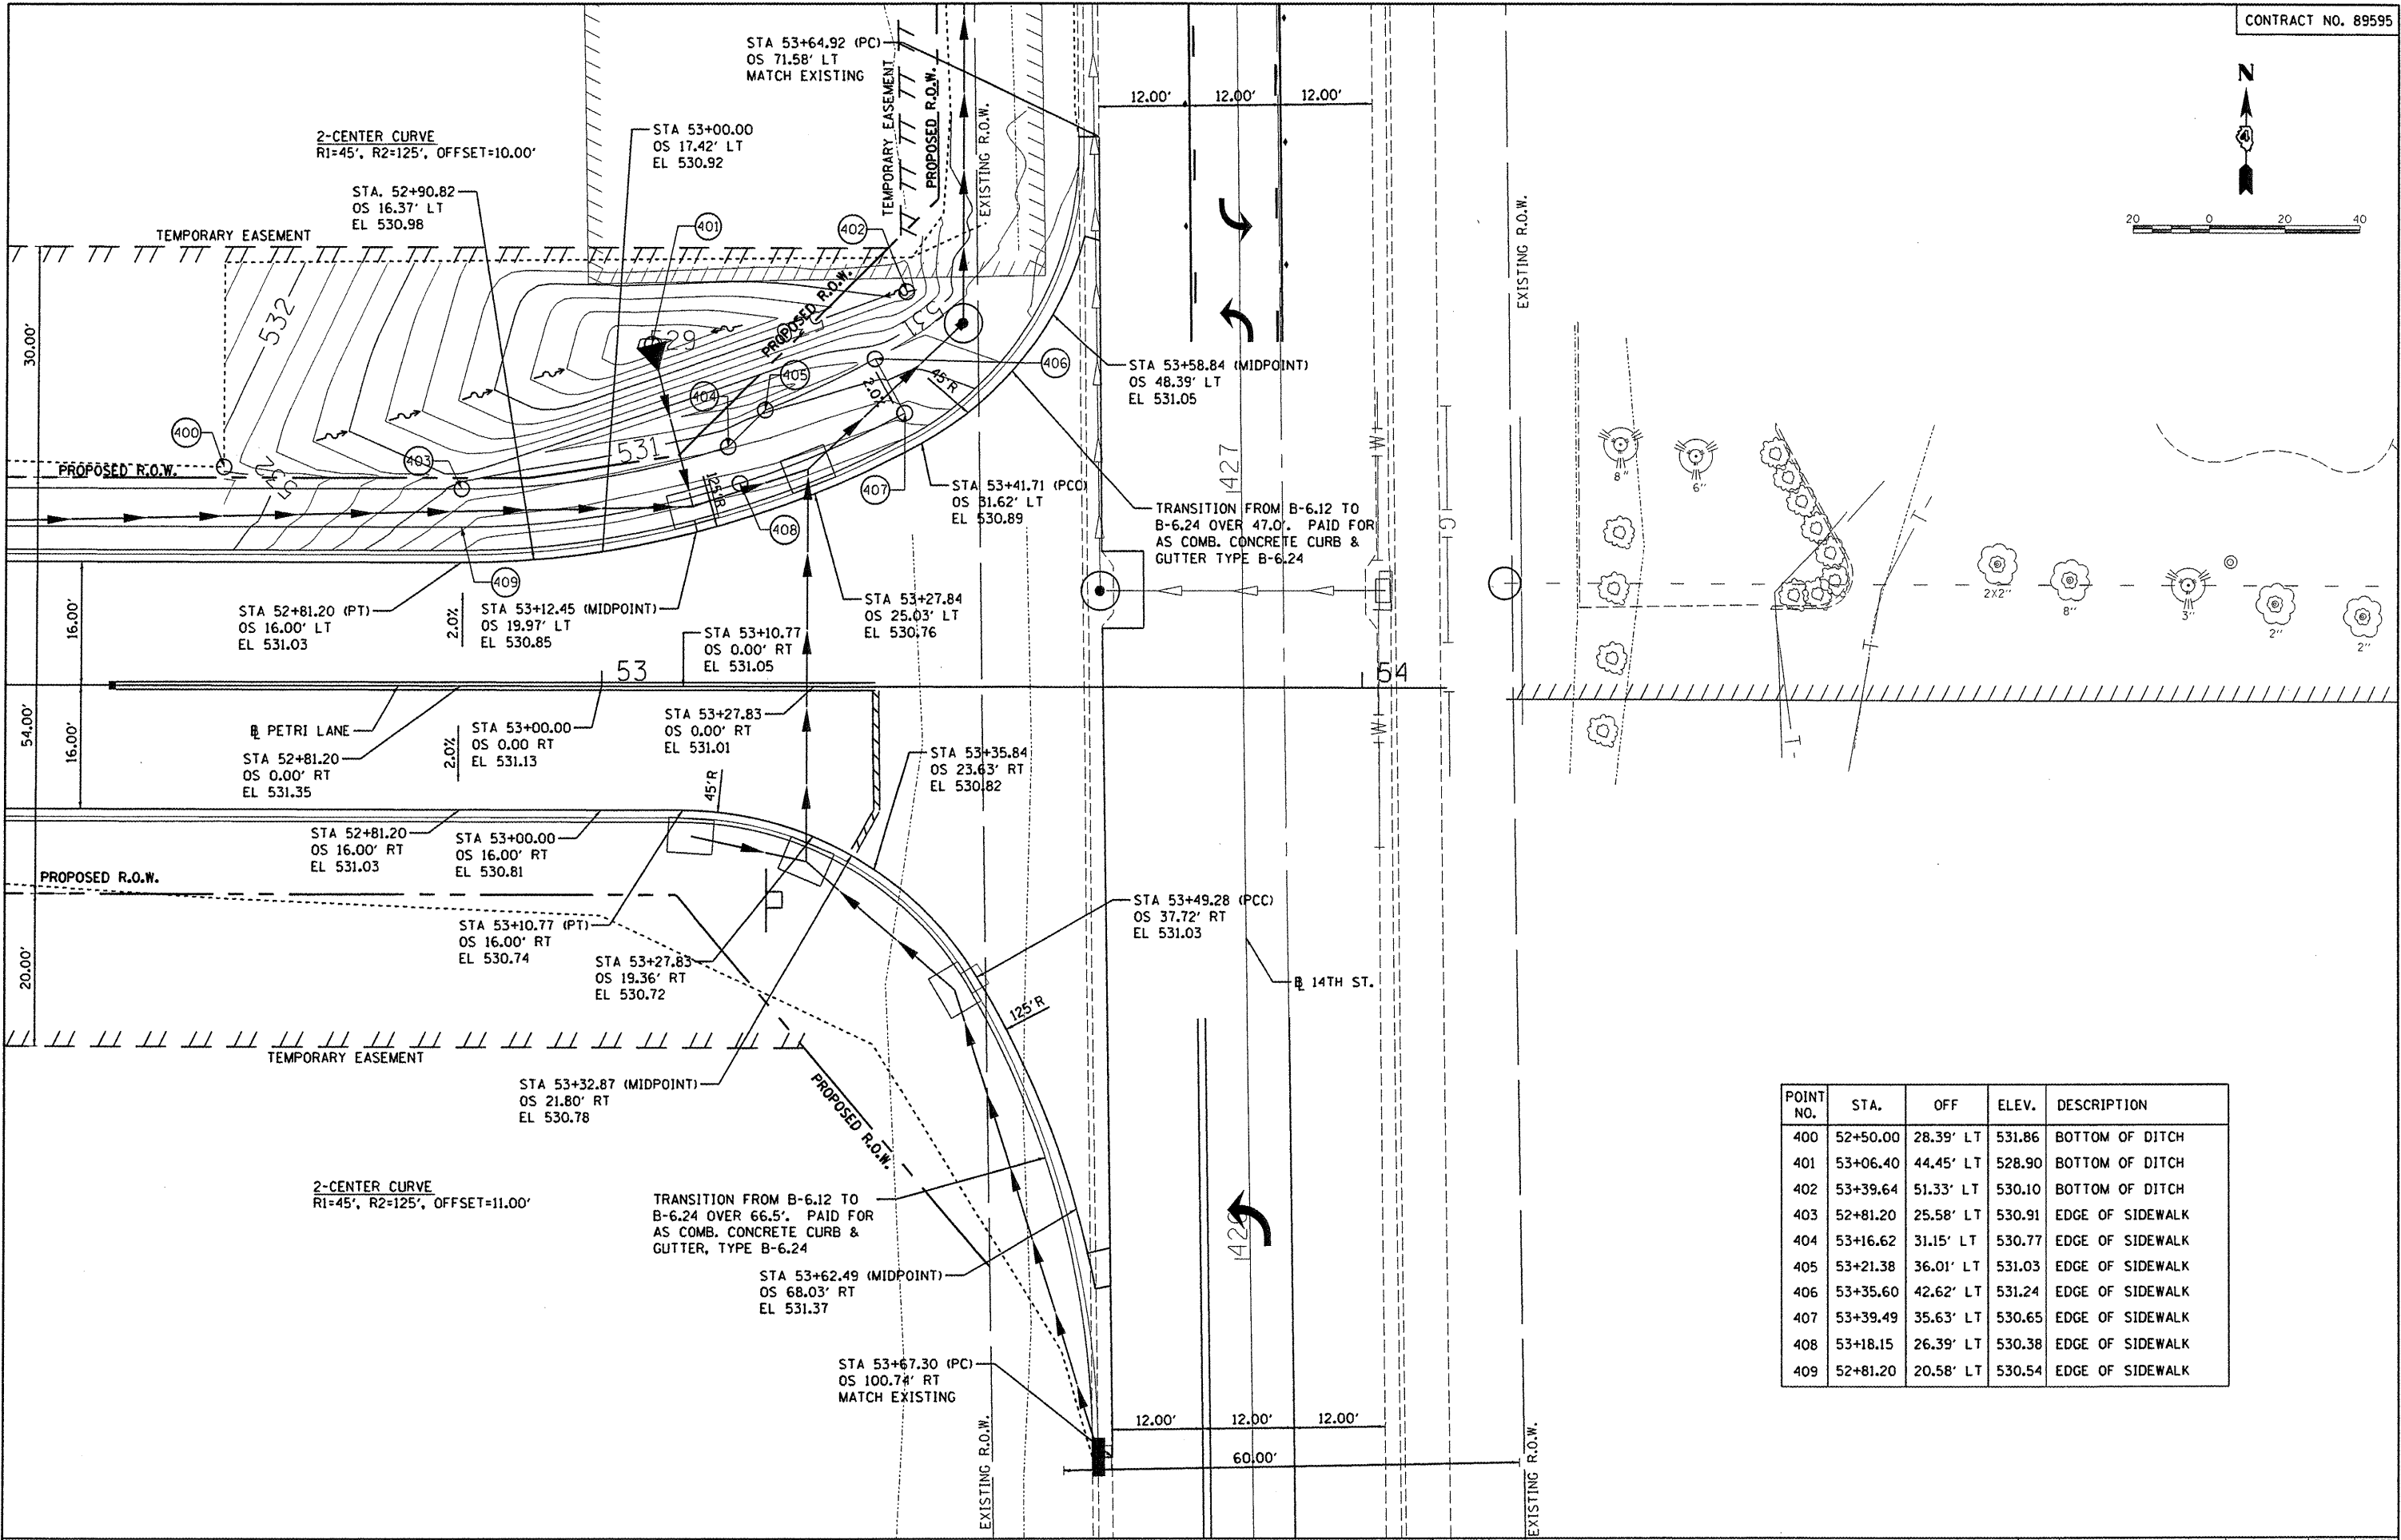 CONTRACT NO. 89595
N
20 0 20 40
STA 53+64.92 (PC)
OS 71.58' LT
MATCH EXISTING
12.00' 12.00' 12.00'
2-CENTER CURVE
R1=45', R2=125', OFFSET=10.00'
STA 53+00.00
OS 17.42' LT
EL 530.92
STA. 52+90.82
OS 16.37' LT
EL 530.98
TEMPORARY EASEMENT
PROPOSED R.O.W.
EXISTING R.O.W.
EXISTING R.O.W.
TEMPORARY EASEMENT
401
402
532
529
531
PROPOSED R.O.W.
30.00'
400
403
404
405
406
2.0%
45'R
STA 53+58.84 (MIDPOINT)
OS 48.39' LT
EL 531.05
PROPOSED R.O.W.
532
531
125'R
407
408
409
STA 53+41.71 (PCC)
OS 31.62' LT
EL 530.89
427
W
G
TRANSITION FROM B-6.12 TO
B-6.24 OVER 47.0'. PAID FOR
AS COMB. CONCRETE CURB &
GUTTER TYPE B-6.24
8"
6"
T
2X2"
8"
3"
2"
2"
T
T
STA 52+81.20 (PT)
OS 16.00' LT
EL 531.03
16.00'
2.0%
STA 53+12.45 (MIDPOINT)
OS 19.97' LT
EL 530.85
STA 53+27.84
OS 25.03' LT
EL 530.76
STA 53+10.77
OS 0.00' RT
EL 531.05
53
54
54.00'
16.00'
℄ PETRI LANE
STA 52+81.20
OS 0.00' RT
EL 531.35
2.0%
STA 53+00.00
OS 0.00 RT
EL 531.13
STA 53+27.83
OS 0.00' RT
EL 531.01
W
STA 53+35.84
OS 23.63' RT
EL 530.82
45'R
STA 52+81.20
OS 16.00' RT
EL 531.03
STA 53+00.00
OS 16.00' RT
EL 530.81
PROPOSED R.O.W.
STA 53+10.77 (PT)
OS 16.00' RT
EL 530.74
STA 53+27.83
OS 19.36' RT
EL 530.72
STA 53+49.28 (PCC)
OS 37.72' RT
EL 531.03
℄ 14TH ST.
125'R
20.00'
TEMPORARY EASEMENT
STA 53+32.87 (MIDPOINT)
OS 21.80' RT
EL 530.78
PROPOSED R.O.W.
2-CENTER CURVE
R1=45', R2=125', OFFSET=11.00'
TRANSITION FROM B-6.12 TO
B-6.24 OVER 66.5'. PAID FOR
AS COMB. CONCRETE CURB &
GUTTER, TYPE B-6.24
STA 53+62.49 (MIDPOINT)
OS 68.03' RT
EL 531.37
STA 53+67.30 (PC)
OS 100.74' RT
MATCH EXISTING
12.00' 12.00' 12.00'
60.00'
EXISTING R.O.W.
EXISTING R.O.W.
POINT NO. STA. OFF ELEV. DESCRIPTION
400 52+50.00 28.39' LT 531.86 BOTTOM OF DITCH
401 53+06.40 44.45' LT 528.90 BOTTOM OF DITCH
402 53+39.64 51.33' LT 530.10 BOTTOM OF DITCH
403 52+81.20 25.58' LT 530.91 EDGE OF SIDEWALK
404 53+16.62 31.15' LT 530.77 EDGE OF SIDEWALK
405 53+21.38 36.01' LT 531.03 EDGE OF SIDEWALK
406 53+35.60 42.62' LT 531.24 EDGE OF SIDEWALK
407 53+39.49 35.63' LT 530.65 EDGE OF SIDEWALK
408 53+18.15 26.39' LT 530.38 EDGE OF SIDEWALK
409 52+81.20 20.58' LT 530.54 EDGE OF SIDEWALK